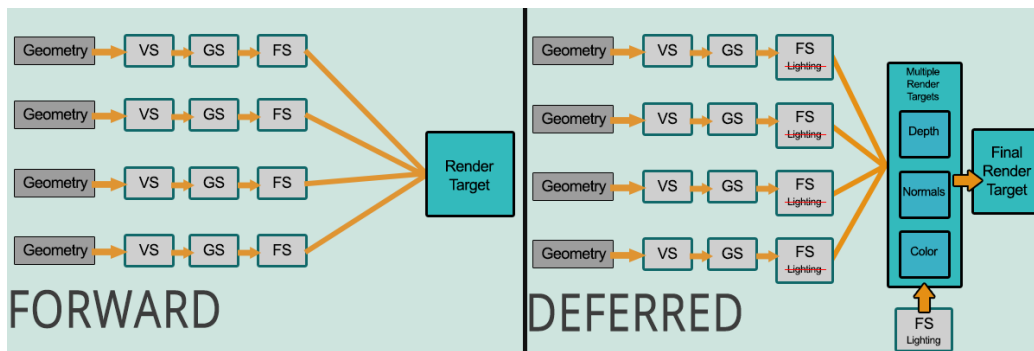 Geometry VS GS FS
Geometry VS GS FS
Geometry VS GS FS
Geometry VS GS FS
Render
Target
FORWARD
Geometry VS GS FS
Lighting
Geometry VS GS FS
Lighting
Geometry VS GS FS
Lighting
Geometry VS GS FS
Lighting
Multiple
Render
Targets
Depth
Normals
Color
Final
Render
Target
FS
Lighting
DEFERRED